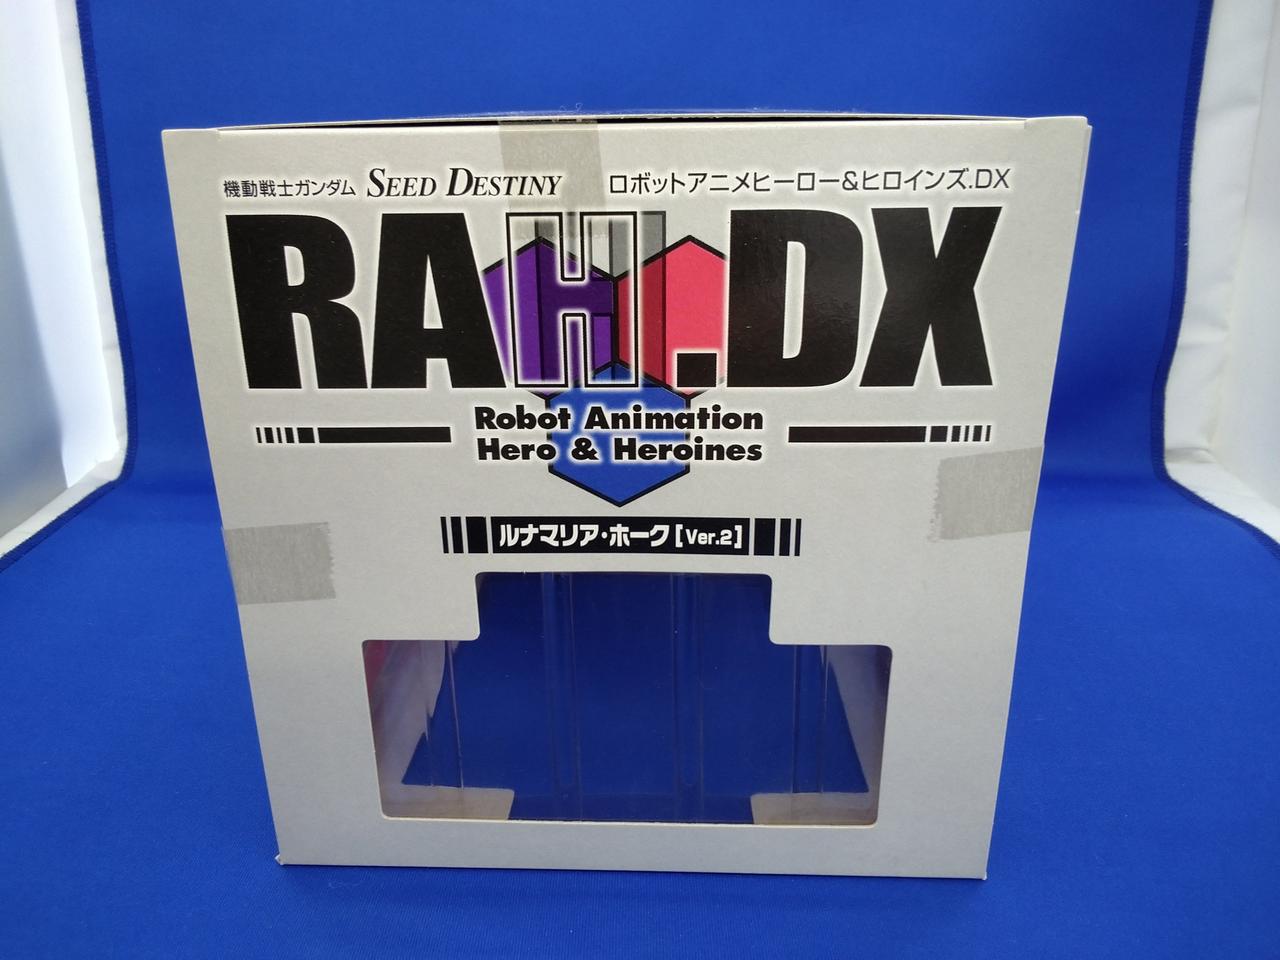 機動戦士ガンダム SEED DESTINY ロボットアニメヒーロー&ヒロインズ.DX
RAH.DX
Robot Animation
Hero & Heroines
ルナマリア・ホーク[Ver.2]